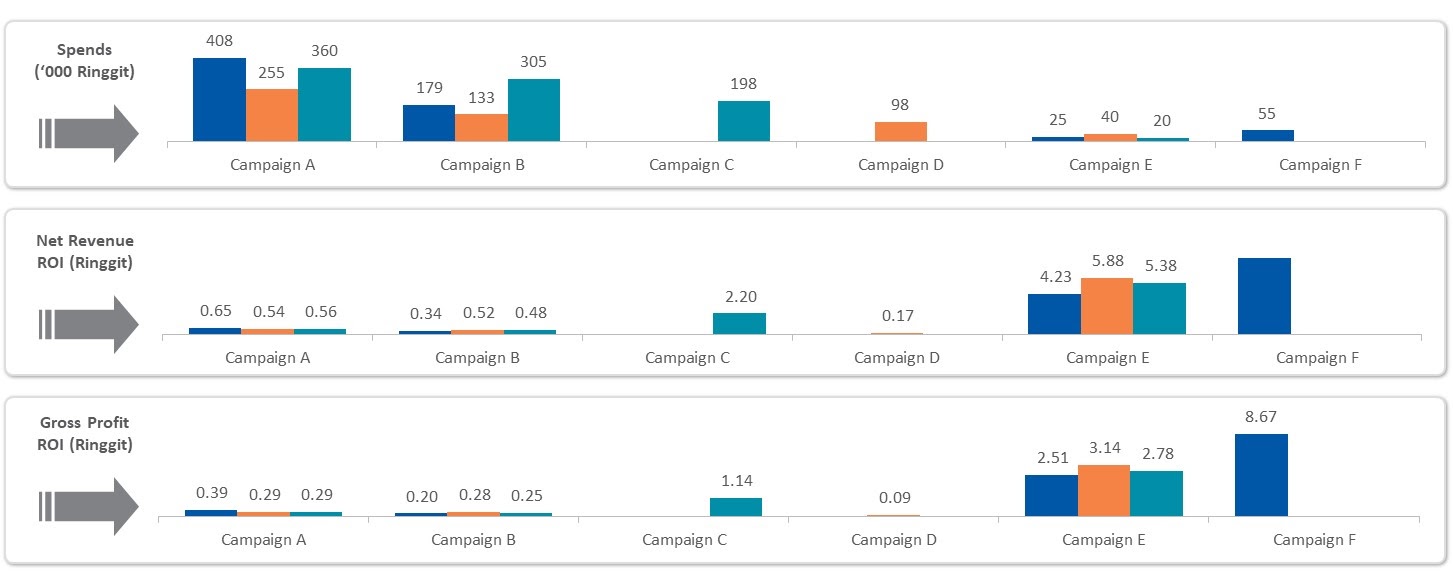 Spends
(‘000 Ringgit)
408
255
360
179
133
305
198
98
25
40
20
55
Campaign A
Campaign B
Campaign C
Campaign D
Campaign E
Campaign F
Net Revenue
ROI (Ringgit)
0.65
0.54
0.56
0.34
0.52
0.48
2.20
0.17
4.23
5.88
5.38
Campaign A
Campaign B
Campaign C
Campaign D
Campaign E
Campaign F
Gross Profit
ROI (Ringgit)
0.39
0.29
0.29
0.20
0.28
0.25
1.14
0.09
2.51
3.14
2.78
8.67
Campaign A
Campaign B
Campaign C
Campaign D
Campaign E
Campaign F